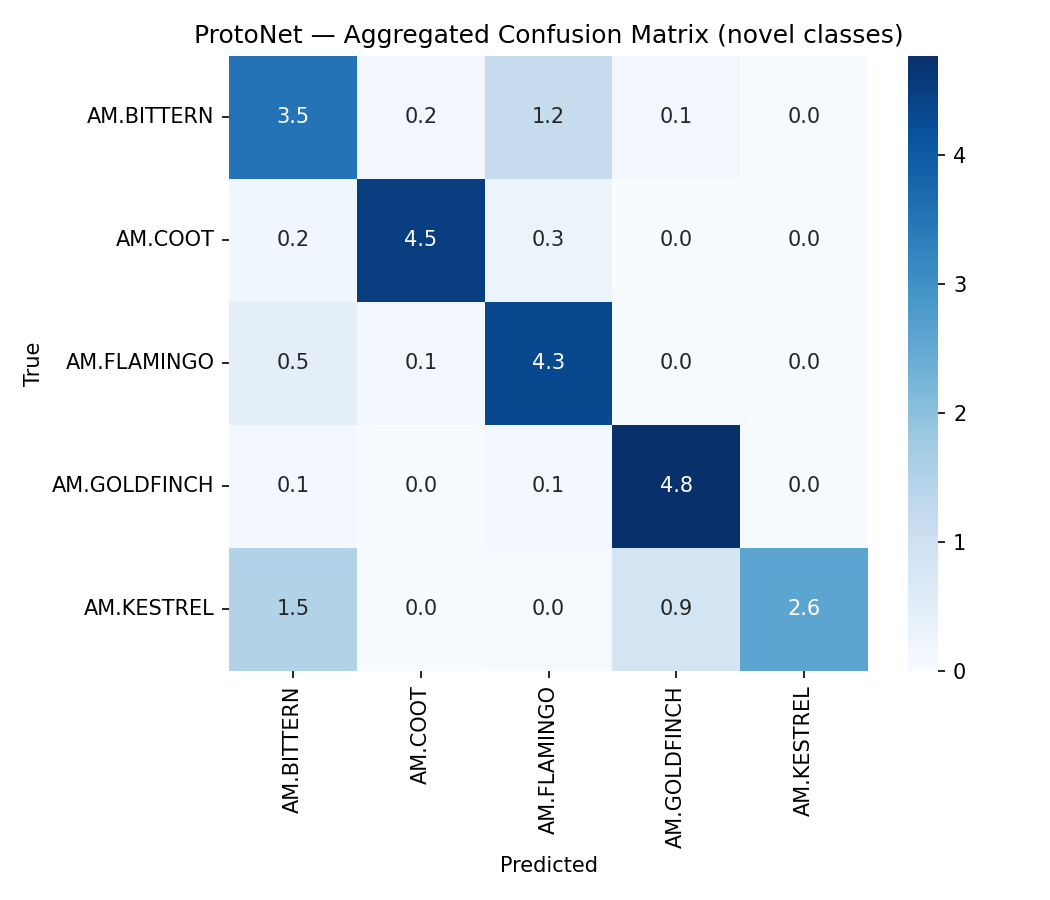 ProtoNet — Aggregated Confusion Matrix (novel classes)
True
AM.BITTERN 3.5 0.2 1.2 0.1 0.0
AM.COOT 0.2 4.5 0.3 0.0 0.0
AM.FLAMINGO 0.5 0.1 4.3 0.0 0.0
AM.GOLDFINCH 0.1 0.0 0.1 4.8 0.0
AM.KESTREL 1.5 0.0 0.0 0.9 2.6
AM.BITTERN
AM.COOT
AM.FLAMINGO
AM.GOLDFINCH
AM.KESTREL
Predicted
4
3
2
1
0